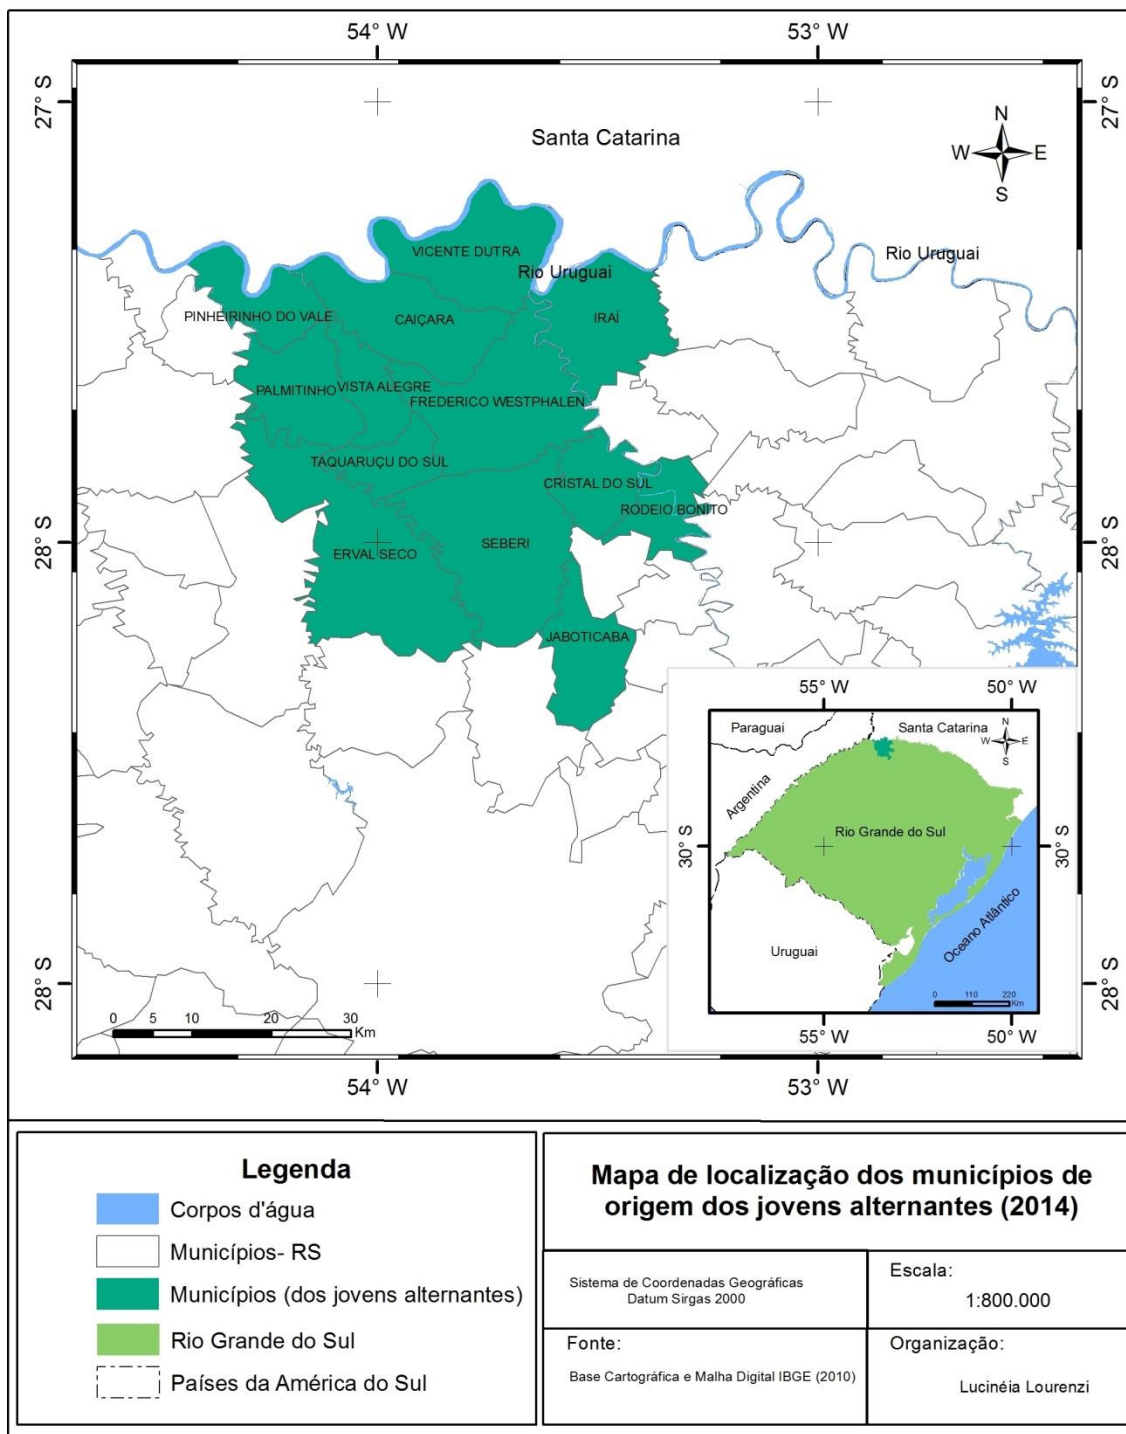 54° W
53° W
27° S
27° S
Santa Catarina
N
W
E
S
VICENTE DUTRA
Rio Uruguai
Rio Uruguai
PINHEIRINHO DO VALE
CAIÇARA
IRAÍ
PALMITINHO
VISTA ALEGRE
FREDERICO WESTPHALEN
TAQUARUÇU DO SUL
CRISTAL DO SUL
RODEIO BONITO
28° S
28° S
ERVAL SECO
SEBERI
JABOTICABA
55° W
50° W
Paraguai
Santa Catarina
N
W
E
S
Argentina
Rio Grande do Sul
30° S
30° S
Oceano Atlântico
Uruguai
0 110 220
Km
55° W
50° W
28° S
28° S
0 5 10 20 30
Km
54° W
53° W
Legenda
Corpos d'água
Municípios- RS
Municípios (dos jovens alternantes)
Rio Grande do Sul
Países da América do Sul
Mapa de localização dos municípios de
origem dos jovens alternantes (2014)
Sistema de Coordenadas Geográficas
Datum Sirgas 2000
Escala:
1:800.000
Fonte:
Base Cartográfica e Malha Digital IBGE (2010)
Organização:
Lucinéia Lourenzi